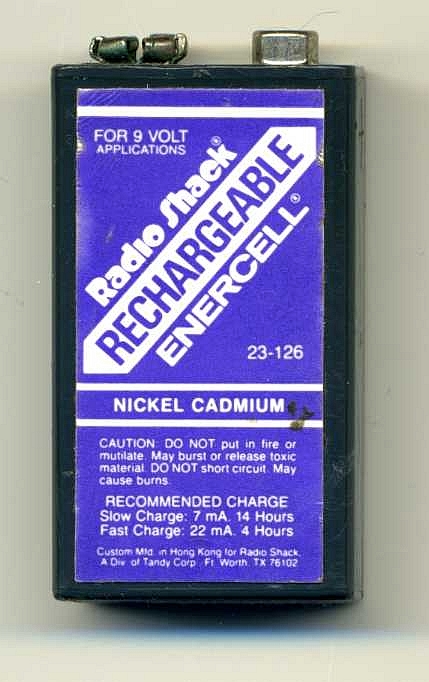 FOR 9 VOLT
APPLICATIONS
Radio Shack®
RECHARGEABLE
ENERCELL®
23-126
NICKEL CADMIUM
CAUTION: DO NOT put in fire or
mutilate. May burst or release toxic
material. DO NOT short circuit. May
cause burns.
RECOMMENDED CHARGE
Slow Charge: 7 mA. 14 Hours
Fast Charge: 22 mA. 4 Hours
Custom Mfd. in Hong Kong for Radio Shack.
A Div. of Tandy Corp. Ft. Worth, TX 76102